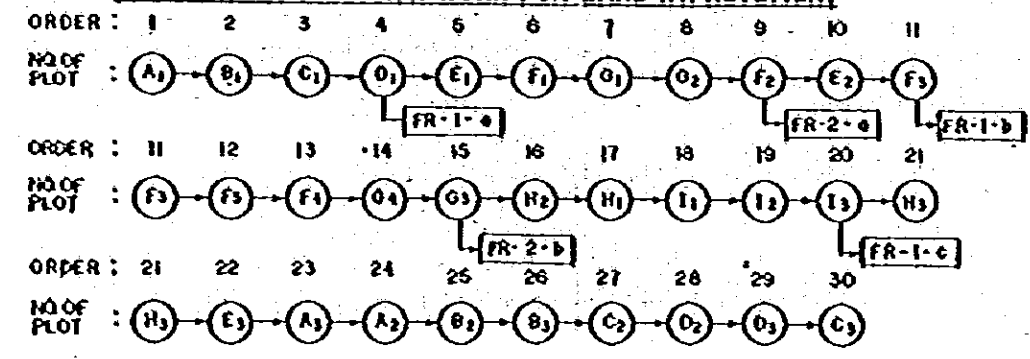 ORDER : 1 2 3 4 5 6 7 8 9 10 11
NO OF PLOT : A1 B1 C1 D1 E1 F1 G1 G2 F2 E2 F3
FR-1-a FR-2-a FR-1-b
ORDER : 11 12 13 14 15 16 17 18 19 20 21
NO OF PLOT : F3 F5 F4 G4 G3 H2 H1 I1 I2 I3 H3
FR-2-b FR-1-c
ORDER : 21 22 23 24 25 26 27 28 29 30
NO OF PLOT : H3 E3 A3 A2 B2 B3 C2 D2 D3 C3